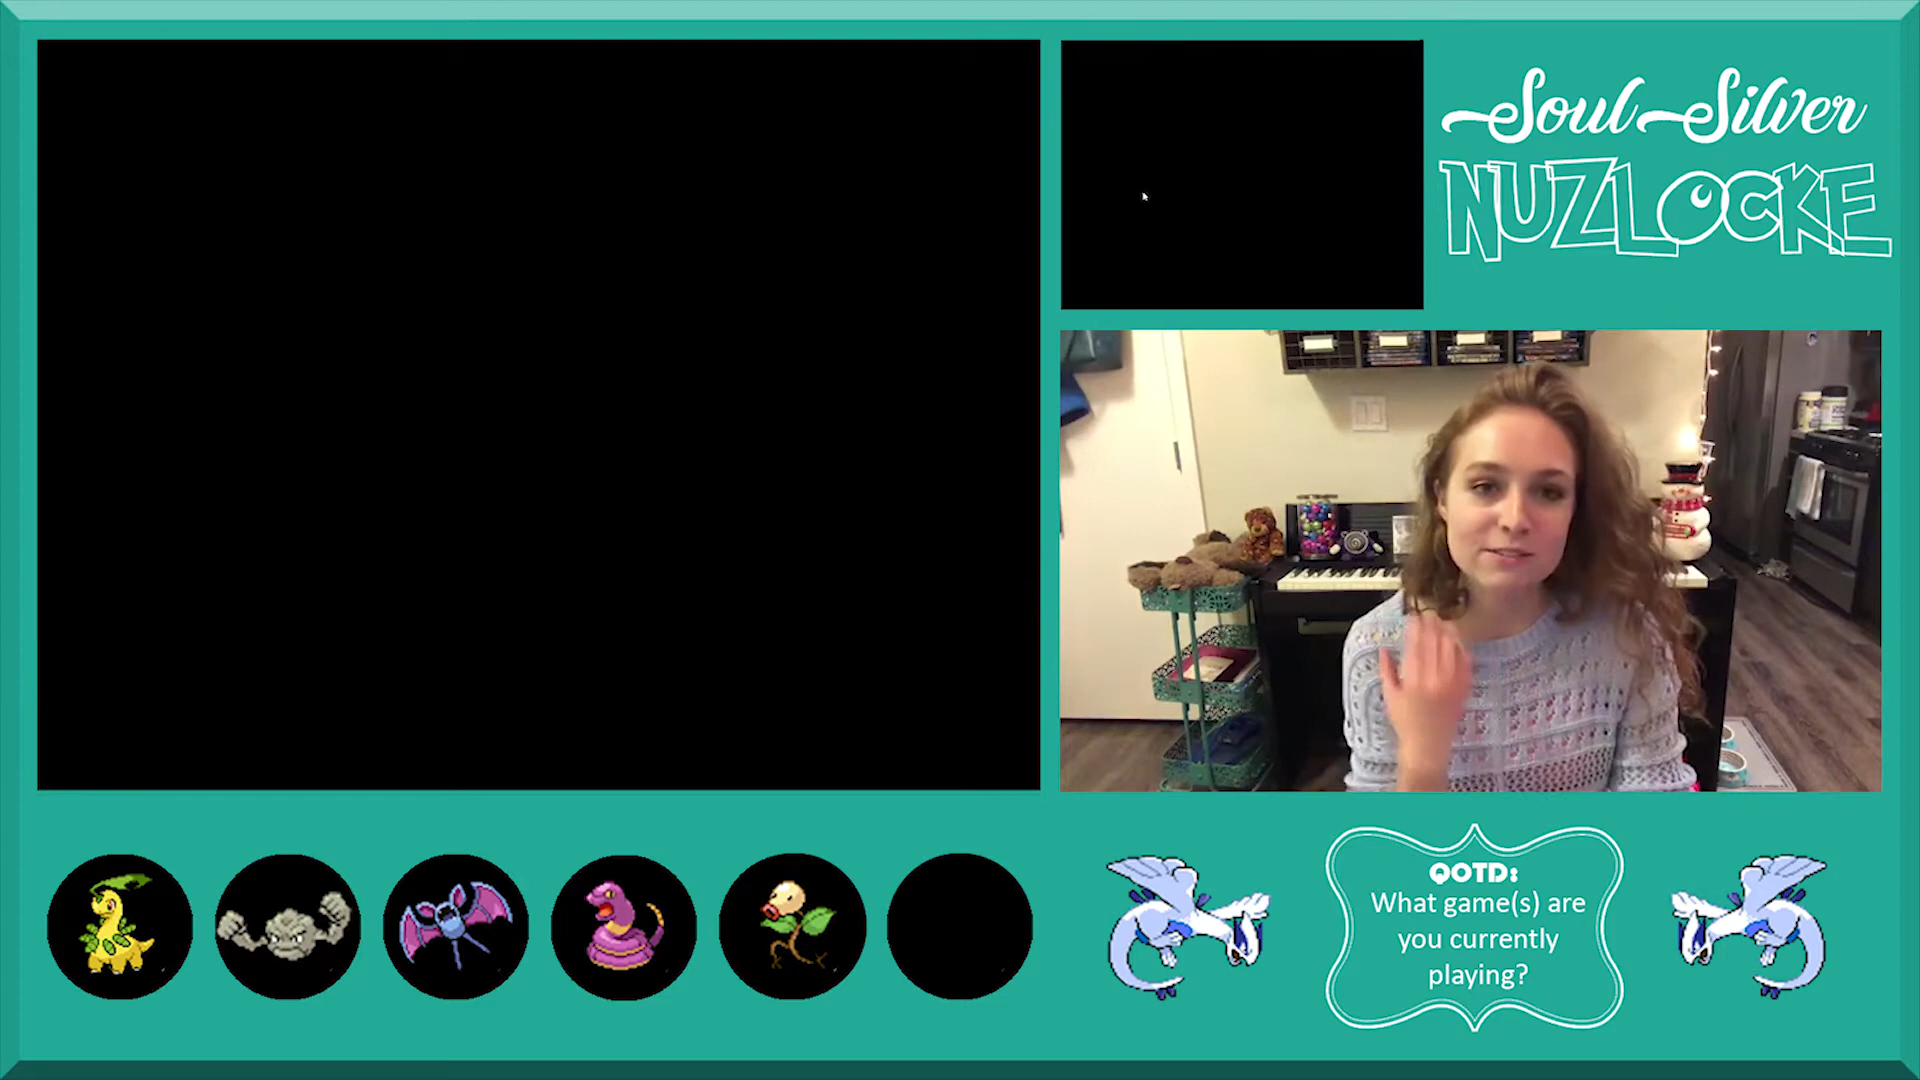 Soul Silver
NUZLOCKE
QOTD:
What game(s) are
you currently
playing?